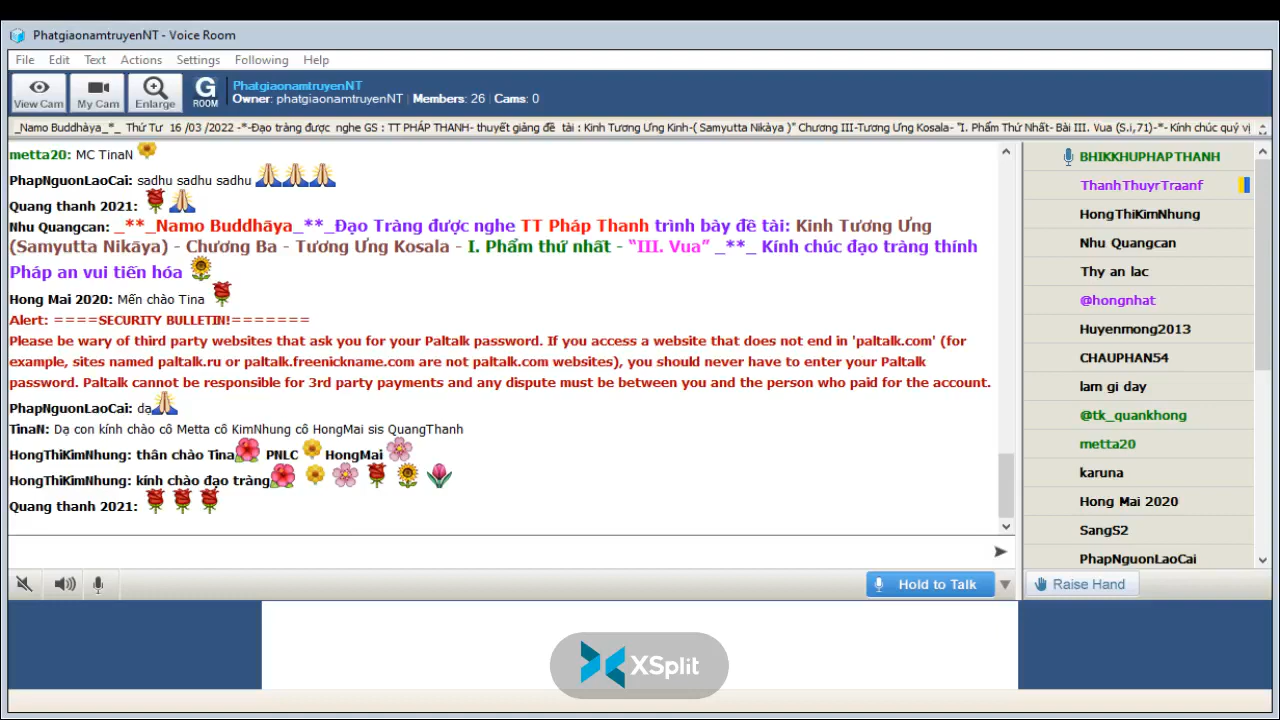 PhatgiaonamtruyenNT - Voice Room
File Edit Text Actions Settings Following Help
View Cam My Cam Enlarge G ROOM
PhatgiaonamtruyenNT
Owner: phatgiaonamtruyenNT | Members: 26 | Cams: 0
_Namo Buddhàya_*_ Thứ Tư 16 /03 /2022 -*-Đạo tràng được nghe GS : TT PHÁP THANH- thuyết giảng đề tài : Kinh Tương Ưng Kinh-( Samyutta Nikàya )" Chương III-Tương Ưng Kosala- "I. Phẩm Thứ Nhất- Bài III. Vua (S.i,71)-*- Kính chúc quý vị
metta20: MC TinaN
PhapNguonLaoCai: sadhu sadhu sadhu
Quang thanh 2021:
Nhu Quangcan: _**_Namo Buddhāya_**_Đạo Tràng được nghe TT Pháp Thanh trình bày đề tài: Kinh Tương Ưng
(Samyutta Nikāya) - Chương Ba - Tương Ưng Kosala - I. Phẩm thứ nhất - “III. Vua” _**_ Kính chúc đạo tràng thính
Pháp an vui tiến hóa
Hong Mai 2020: Mến chào Tina
Alert: ====SECURITY BULLETIN!=======
Please be wary of third party websites that ask you for your Paltalk password. If you access a website that does not end in 'paltalk.com' (for
example, sites named paltalk.ru or paltalk.freenickname.com are not paltalk.com websites), you should never have to enter your Paltalk
password. Paltalk cannot be responsible for 3rd party payments and any dispute must be between you and the person who paid for the account.
PhapNguonLaoCai: dạ
TinaN: Dạ con kính chào cô Metta cô KimNhung cô HongMai sis QuangThanh
HongThiKimNhung: thân chào Tina PNLC HongMai
HongThiKimNhung: kính chào đạo tràng
Quang thanh 2021:
BHIKKHUPHAPTHANH
ThanhThuyrTraanf
HongThiKimNhung
Nhu Quangcan
Thy an lac
@hongnhat
Huyenmong2013
CHAUPHAN54
lam gi day
@tk_quankhong
metta20
karuna
Hong Mai 2020
SangS2
PhapNguonLaoCai
Hold to Talk
Raise Hand
XSplit